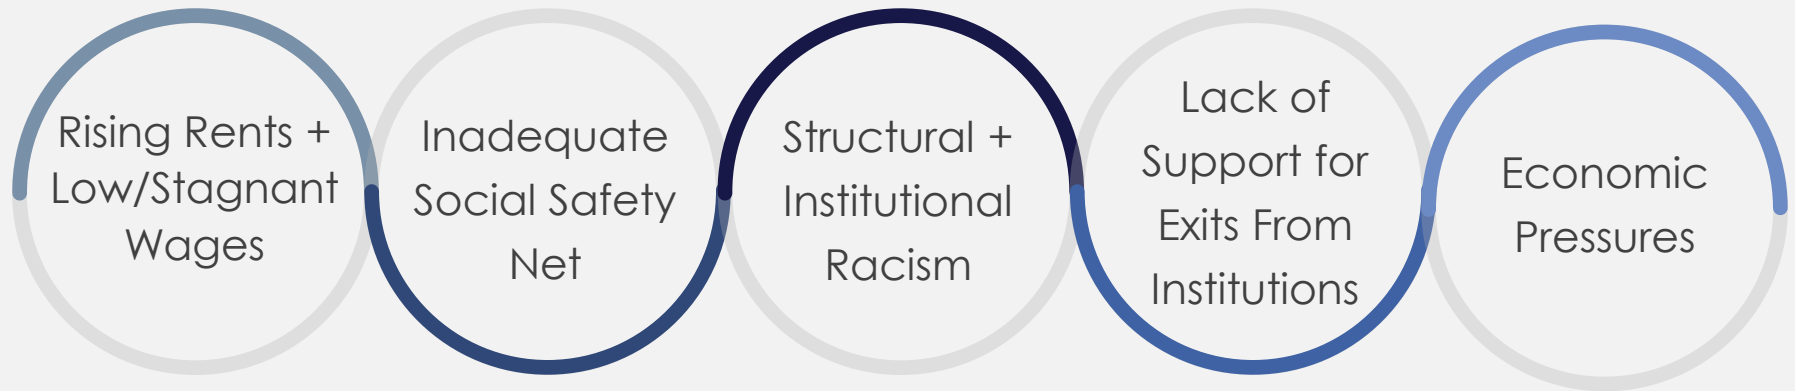 Rising Rents +
Low/Stagnant
Wages
Inadequate
Social Safety
Net
Structural +
Institutional
Racism
Lack of
Support for
Exits From
Institutions
Economic
Pressures